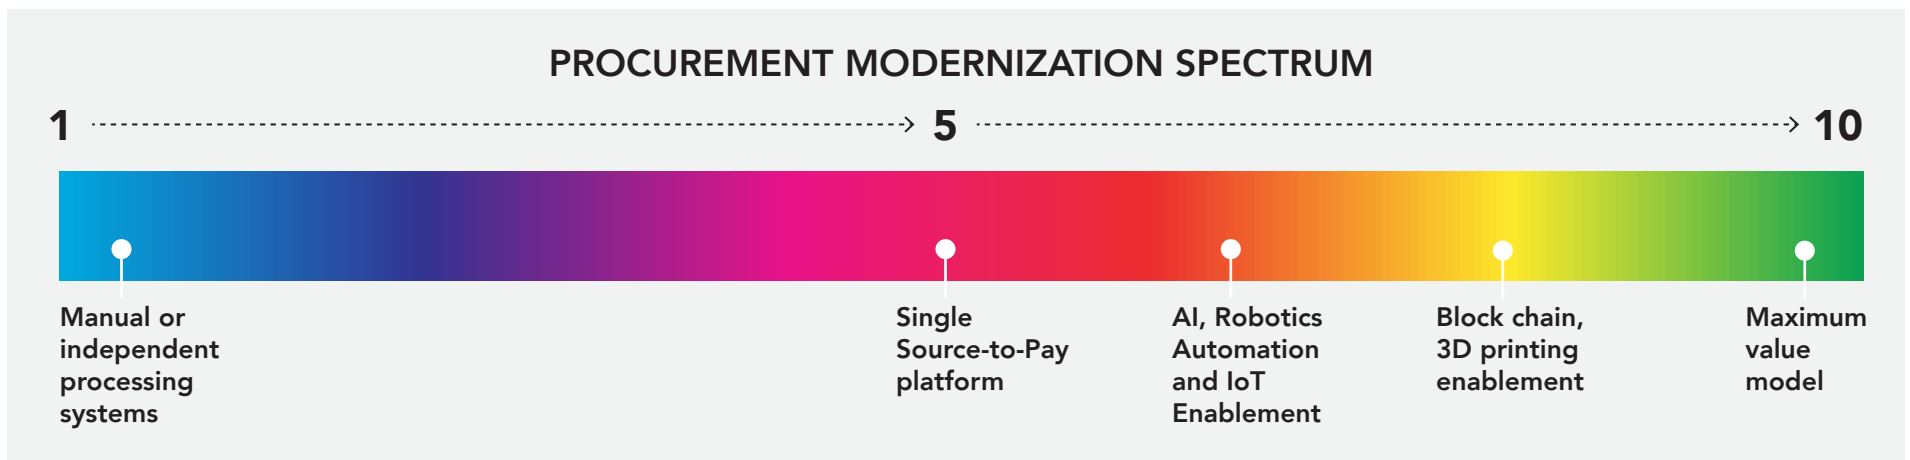 PROCUREMENT MODERNIZATION SPECTRUM
1 5 10
Manual or
independent
processing
systems
Single
Source-to-Pay
platform
AI, Robotics
Automation
and IoT
Enablement
Block chain,
3D printing
enablement
Maximum
value
model